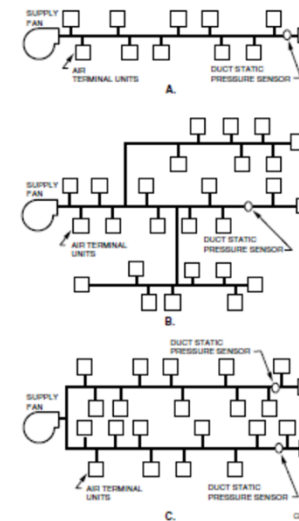 SUPPLY
FAN
AIR
TERMINAL UNITS
DUCT STATIC
PRESSURE SENSOR
A.
SUPPLY
FAN
AIR TERMINAL
UNITS
DUCT STATIC
PRESSURE SENSOR
B.
DUCT STATIC
PRESSURE SENSOR
SUPPLY
FAN
AIR TERMINAL
UNITS
DUCT STATIC
PRESSURE SENSOR
C.